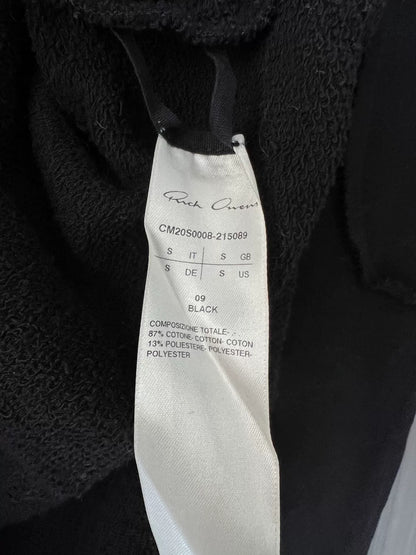 Rick Owens
CM20S0008-215089
S IT S GB
S DE S US
09
BLACK
COMPOSIZIONE TOTALE- .-
87% COTONE- COTTON- COTON
13% POLIESTERE- POLYESTER-
POLYESTER